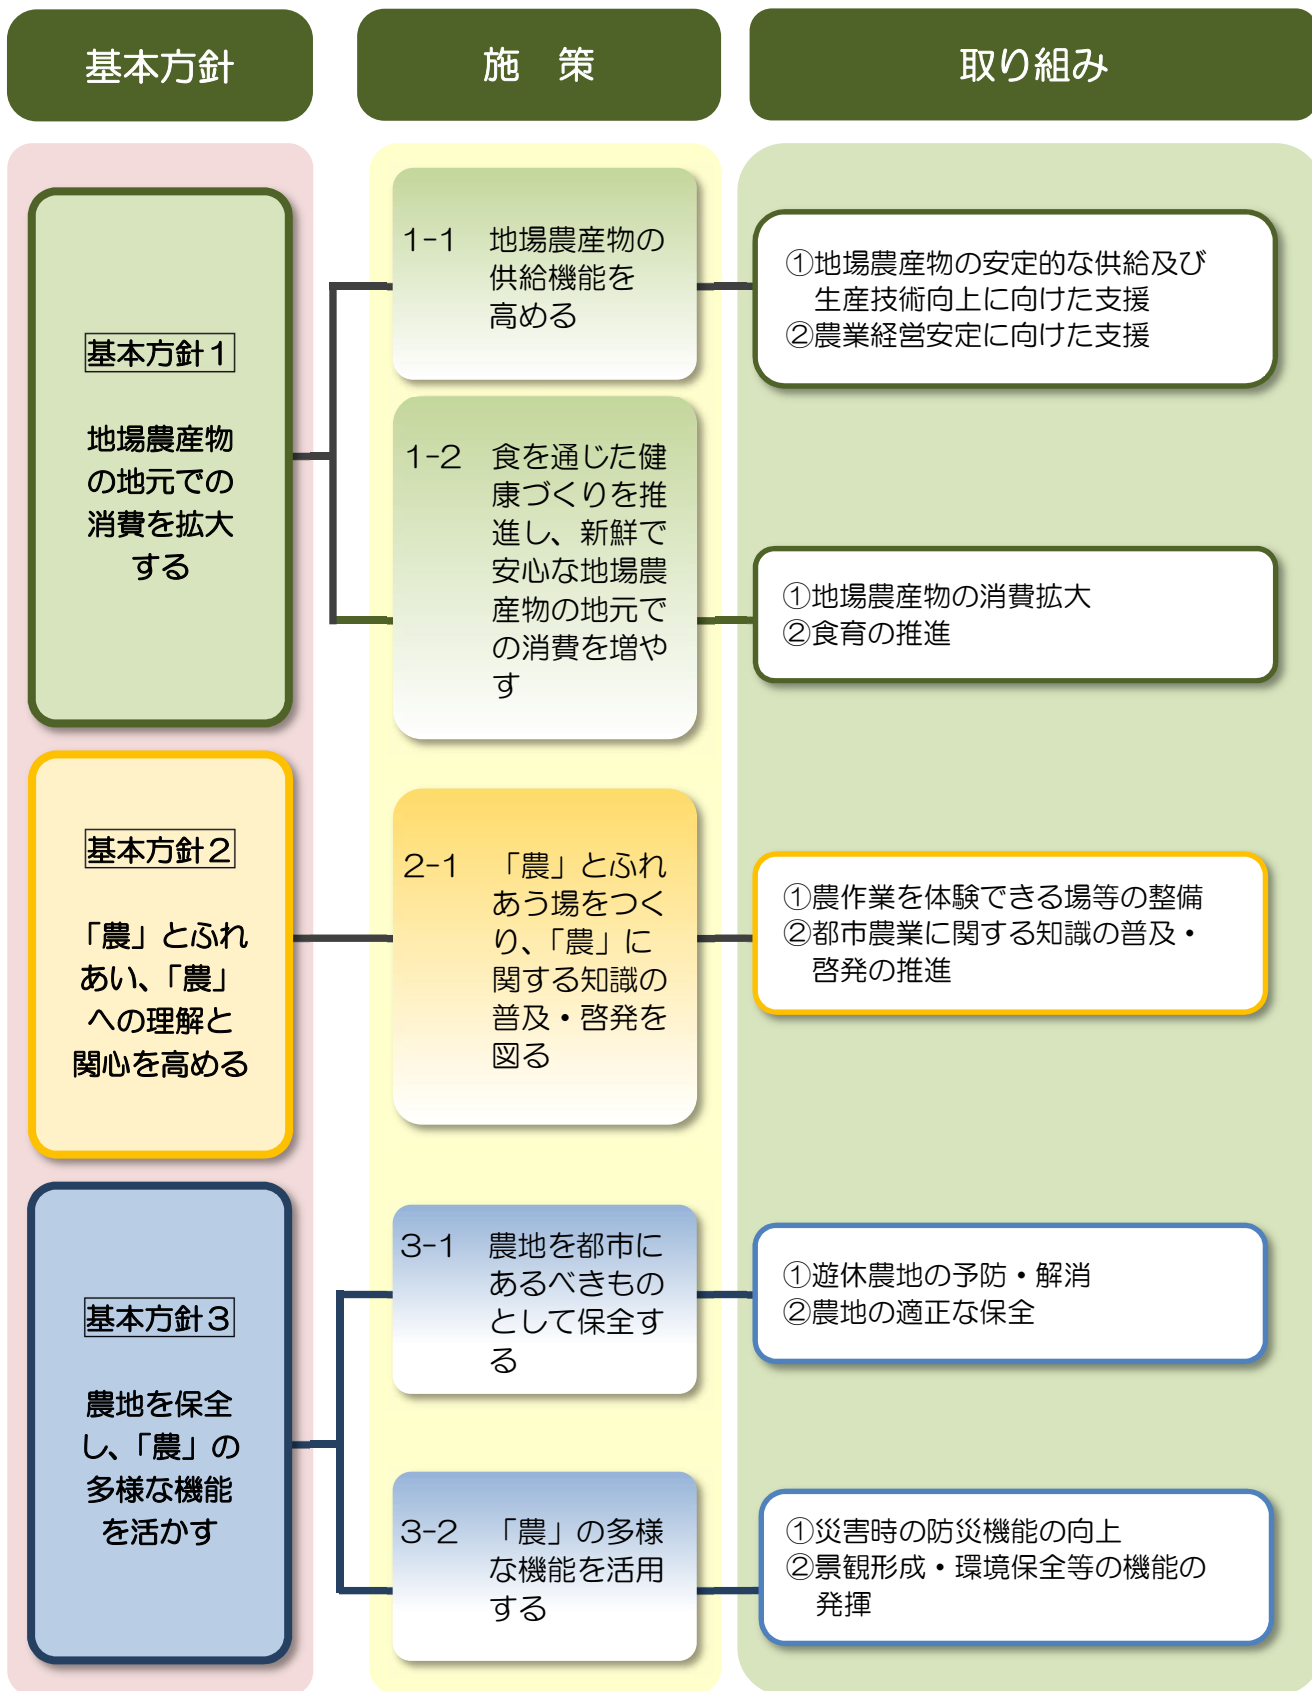 基本方針
施　策
取り組み
基本方針１
地場農産物
の地元での
消費を拡大
する
1-1　地場農産物の
供給機能を
高める
①地場農産物の安定的な供給及び
生産技術向上に向けた支援
②農業経営安定に向けた支援
1-2　食を通じた健
康づくりを推
進し、新鮮で
安心な地場農
産物の地元で
の消費を増や
す
①地場農産物の消費拡大
②食育の推進
基本方針２
「農」とふれ
あい、「農」
への理解と
関心を高める
2-1　「農」とふれ
あう場をつく
り、「農」に
関する知識の
普及・啓発を
図る
①農作業を体験できる場等の整備
②都市農業に関する知識の普及・
啓発の推進
基本方針３
農地を保全
し、「農」の
多様な機能
を活かす
3-1　農地を都市に
あるべきもの
として保全す
る
①遊休農地の予防・解消
②農地の適正な保全
3-2　「農」の多様
な機能を活用
する
①災害時の防災機能の向上
②景観形成・環境保全等の機能の
発揮